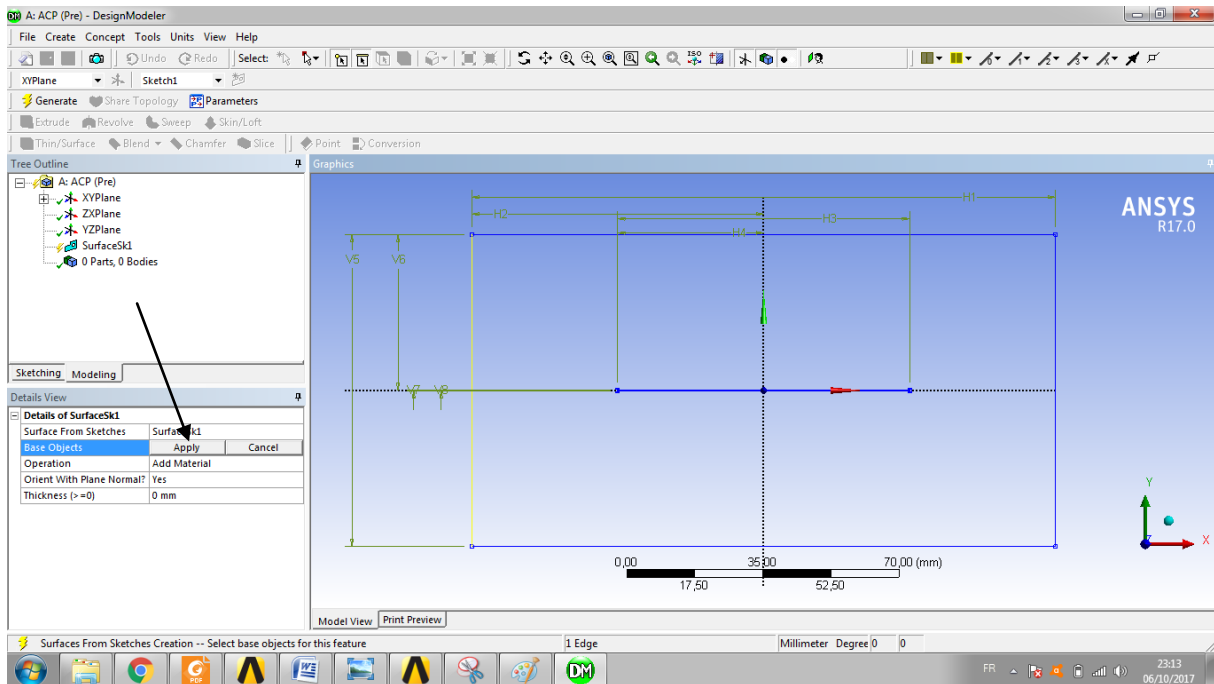 DM A: ACP (Pre) - DesignModeler
File Create Concept Tools Units View Help
Undo Redo Select:
XYPlane Sketch1
Generate Share Topology Parameters
Extrude Revolve Sweep Skin/Loft
Thin/Surface Blend Chamfer Slice Point Conversion
Tree Outline
A: ACP (Pre)
XYPlane
ZXPlane
YZPlane
SurfaceSk1
0 Parts, 0 Bodies
Sketching Modeling
Details View
Details of SurfaceSk1
Surface From Sketches SurfaceSk1
Base Objects Apply Cancel
Operation Add Material
Orient With Plane Normal? Yes
Thickness (>=0) 0 mm
Graphics
ANSYS
R17.0
H1
H2
H3
H4
V5 V6
V7 V8
Y
X
0,00 35,00 70,00 (mm)
17,50 52,50
Model View Print Preview
Surfaces From Sketches Creation -- Select base objects for this feature 1 Edge Millimeter Degree 0 0
PDF DM FR 23:13
06/10/2017